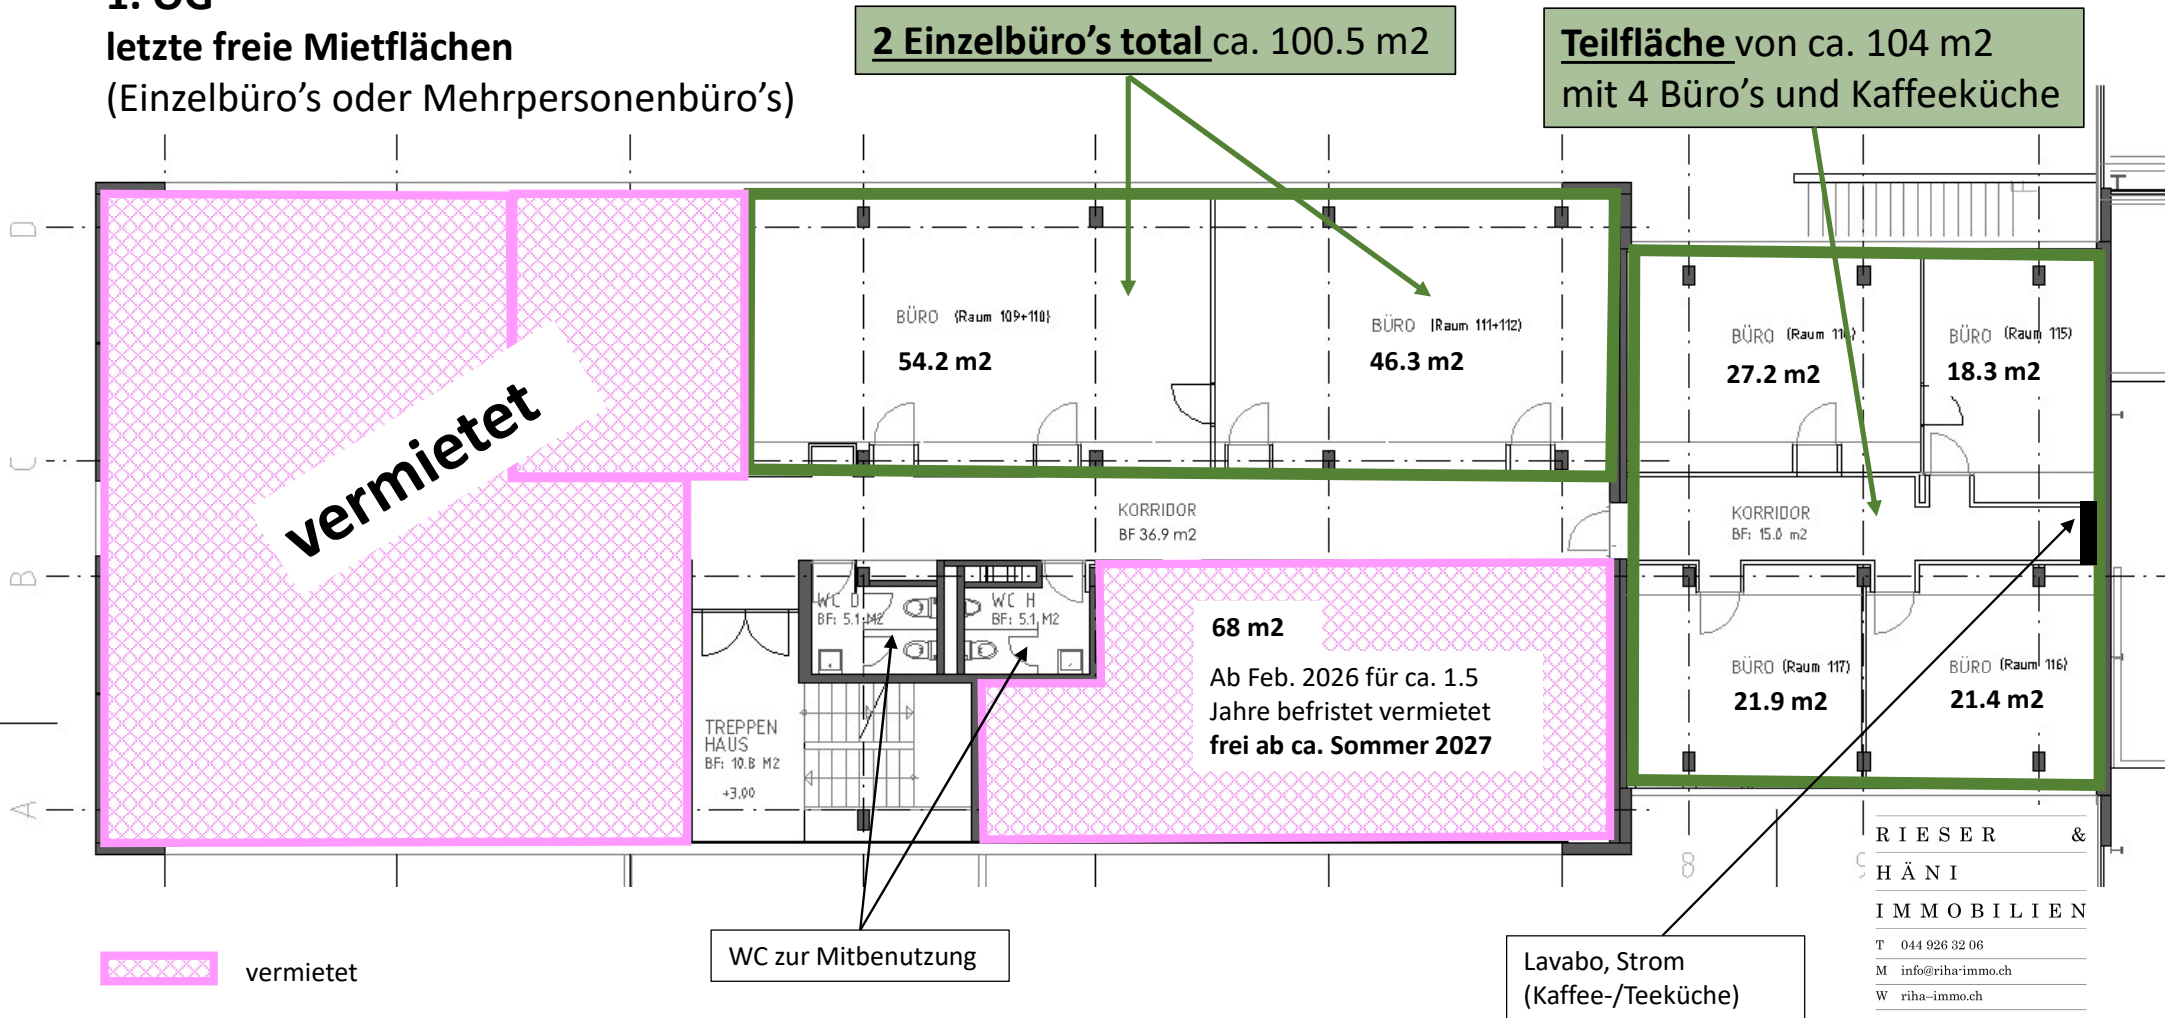 1. OG
letzte freie Mietflächen
(Einzelbüro’s oder Mehrpersonenbüro’s)
2 Einzelbüro’s total ca. 100.5 m2
Teilfläche von ca. 104 m2
mit 4 Büro’s und Kaffeeküche
D
C
B
A
vermietet
BÜRO (Raum 109+110)
54.2 m2
BÜRO (Raum 111+112)
46.3 m2
BÜRO
27.2 m2
BÜRO (Raum 115)
18.3 m2
KORRIDOR
BF 36.9 m2
KORRIDOR
BF: 15.0 m2
WC D
BF: 5.1 M2
WC H
BF: 5.1 M2
68 m2
Ab Feb. 2026 für ca. 1.5
Jahre befristet vermietet
frei ab ca. Sommer 2027
BÜRO (Raum 117)
21.9 m2
BÜRO (Raum 116)
21.4 m2
TREPPEN
HAUS
BF: 10.8 M2
+3.00
8
RIESER &
HÄNI
IMMOBILIEN
T 044 926 32 06
M info@riha-immo.ch
W riha–immo.ch
WC zur Mitbenutzung
Lavabo, Strom
(Kaffee-/Teeküche)
vermietet